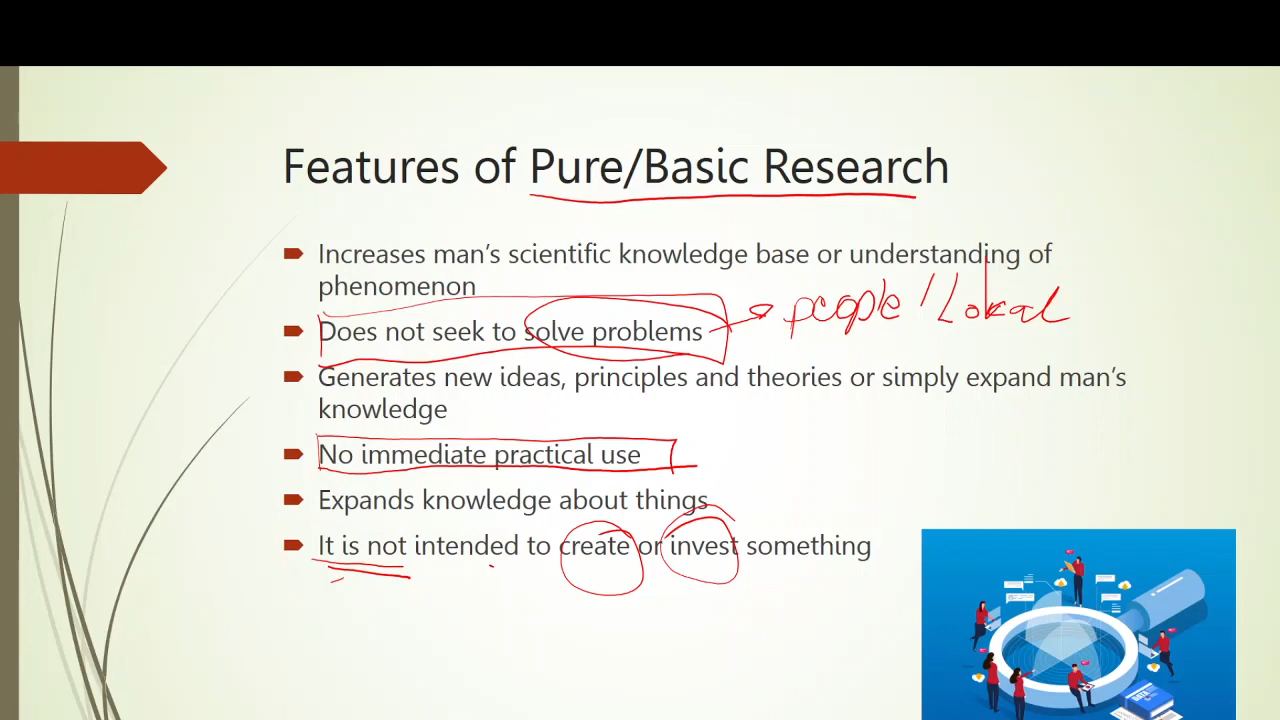 Features of Pure/Basic Research
Increases man's scientific knowledge base or understanding of
phenomenon
Does not seek to solve problems
people / Lokal
Generates new ideas, principles and theories or simply expand man's
knowledge
No immediate practical use
Expands knowledge about things
It is not intended to create or invest something